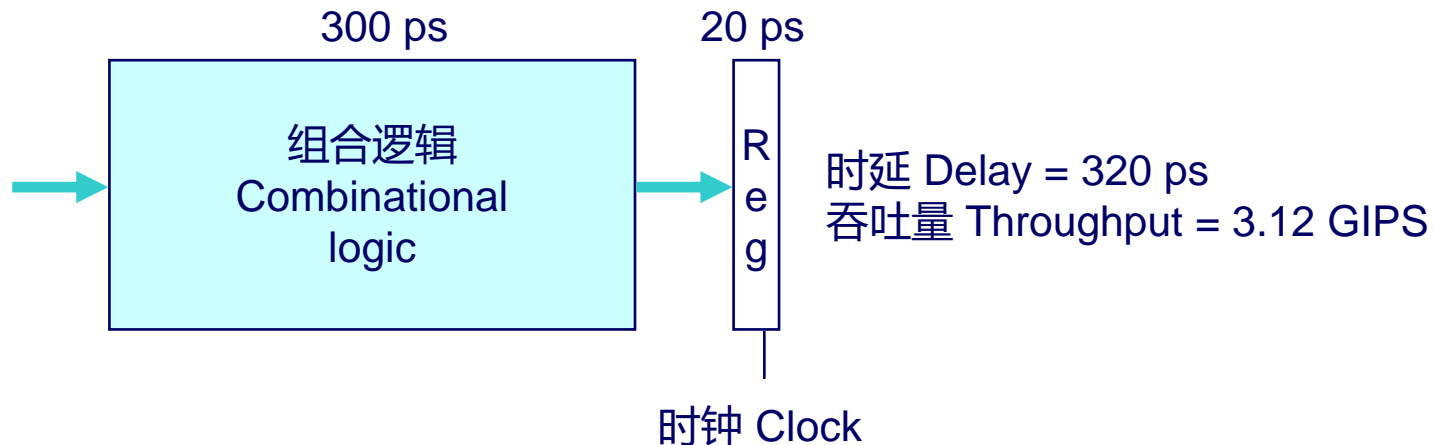 300 ps
20 ps
组合逻辑
Combinational
logic
R
e
g
时延 Delay = 320 ps
吞吐量 Throughput = 3.12 GIPS
时钟 Clock